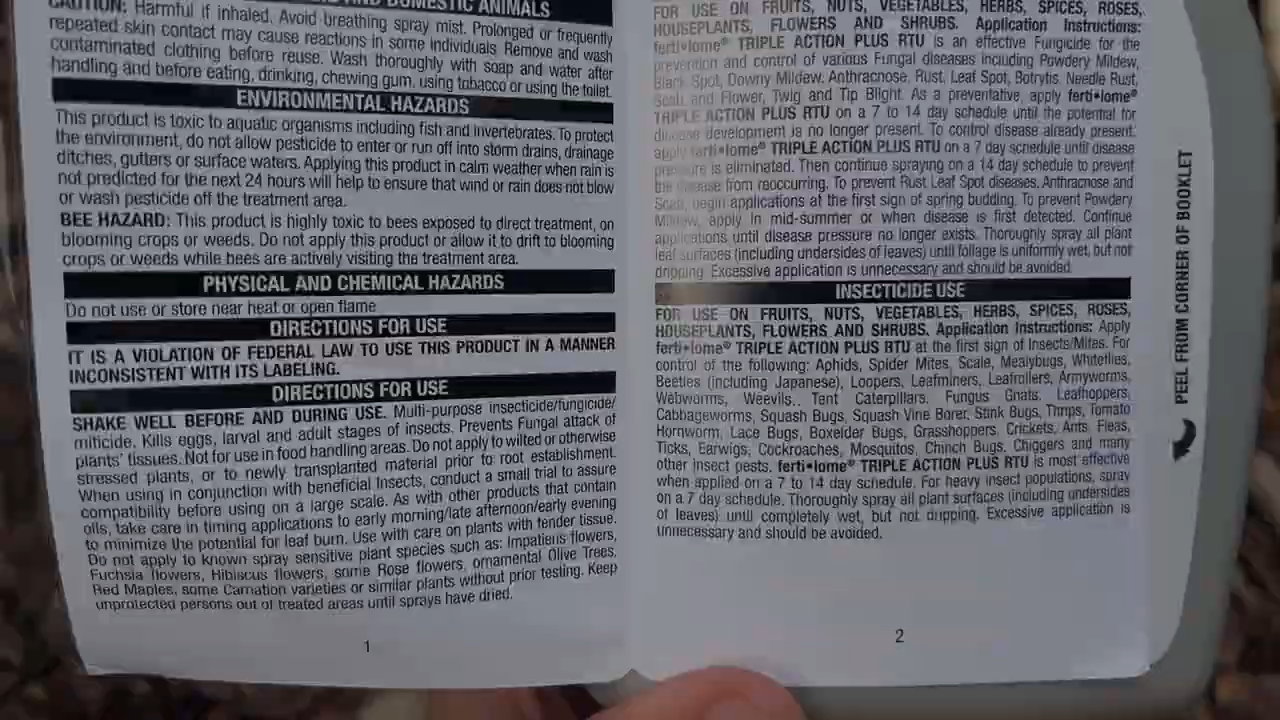 AND DOMESTIC ANIMALS
CAUTION: Harmful if inhaled. Avoid breathing spray mist. Prolonged or frequently
repeated skin contact may cause reactions in some individuals. Remove and wash
contaminated clothing before reuse. Wash thoroughly with soap and water after
handling and before eating, drinking, chewing gum, using tobacco or using the toilet.
ENVIRONMENTAL HAZARDS
This product is toxic to aquatic organisms including fish and invertebrates. To protect
the environment, do not allow pesticide to enter or run off into storm drains, drainage
ditches, gutters or surface waters. Applying this product in calm weather when rain is
not predicted for the next 24 hours will help to ensure that wind or rain does not blow
or wash pesticide off the treatment area.
BEE HAZARD: This product is highly toxic to bees exposed to direct treatment, on
blooming crops or weeds. Do not apply this product or allow it to drift to blooming
crops or weeds while bees are actively visiting the treatment area.
PHYSICAL AND CHEMICAL HAZARDS
Do not use or store near heat or open flame
DIRECTIONS FOR USE
IT IS A VIOLATION OF FEDERAL LAW TO USE THIS PRODUCT IN A MANNER
INCONSISTENT WITH ITS LABELING.
DIRECTIONS FOR USE
SHAKE WELL BEFORE AND DURING USE. Multi-purpose insecticide/fungicide/
miticide. Kills eggs, larval and adult stages of insects. Prevents Fungal attack of
plants' tissues. Not for use in food handling areas. Do not apply to wilted or otherwise
stressed plants, or to newly transplanted material prior to root establishment.
When using in conjunction with beneficial Insects, conduct a small trial to assure
compatibility before using on a large scale. As with other products that contain
oils, take care in timing applications to early morning/late afternoon/early evening
to minimize the potential for leaf burn. Use with care on plants with tender tissue.
Do not apply to known spray sensitive plant species such as: Impatiens flowers,
Fuchsia flowers, Hibiscus flowers, some Rose flowers, ornamental Olive Trees,
Red Maples, some Carnation varieties or similar plants without prior testing. Keep
unprotected persons out of treated areas until sprays have dried.
1
FOR USE ON FRUITS, NUTS, VEGETABLES, HERBS, SPICES, ROSES,
HOUSEPLANTS, FLOWERS AND SHRUBS. Application Instructions:
ferti•lome® TRIPLE ACTION PLUS RTU is an effective Fungicide for the
prevention and control of various Fungal diseases including Powdery Mildew,
Black Spot, Downy Mildew, Anthracnose, Rust, Leaf Spot, Botrytis, Needle Rust,
Scab and Flower, Twig and Tip Blight. As a preventative, apply ferti•lome®
TRIPLE ACTION PLUS RTU on a 7 to 14 day schedule until the potential for
disease development is no longer present. To control disease already present:
apply ferti•lome® TRIPLE ACTION PLUS RTU on a 7 day schedule until disease
pressure is eliminated. Then continue spraying on a 14 day schedule to prevent
the disease from reoccurring. To prevent Rust Leaf Spot diseases, Anthracnose and
Scab, begin applications at the first sign of spring budding. To prevent Powdery
Mildew, apply in mid-summer or when disease is first detected. Continue
applications until disease pressure no longer exists. Thoroughly spray all plant
leaf surfaces (including undersides of leaves) until foliage is uniformly wet, but not
dripping. Excessive application is unnecessary and should be avoided.
INSECTICIDE USE
FOR USE ON FRUITS, NUTS, VEGETABLES, HERBS, SPICES, ROSES,
HOUSEPLANTS, FLOWERS AND SHRUBS. Application Instructions: Apply
ferti•lome® TRIPLE ACTION PLUS RTU at the first sign of Insects/Mites. For
control of the following: Aphids, Spider Mites, Scale, Mealybugs, Whiteflies,
Beetles (including Japanese), Loopers, Leafminers, Leafrollers, Armyworms,
Webworms, Weevils.. Tent Caterpillars. Fungus Gnats. Leafhoppers,
Cabbageworms, Squash Bugs, Squash Vine Borer, Stink Bugs, Thrips, Tomato
Hornworm, Lace Bugs, Boxelder Bugs, Grasshoppers, Crickets, Ants, Fleas,
Ticks, Earwigs, Cockroaches, Mosquitos, Chinch Bugs, Chiggers and many
other insect pests. ferti•lome® TRIPLE ACTION PLUS RTU is most effective
when applied on a 7 to 14 day schedule. For heavy insect populations, spray
on a 7 day schedule. Thoroughly spray all plant surfaces (including undersides
of leaves) until completely wet, but not dripping. Excessive application is
unnecessary and should be avoided.
2
PEEL FROM CORNER OF BOOKLET